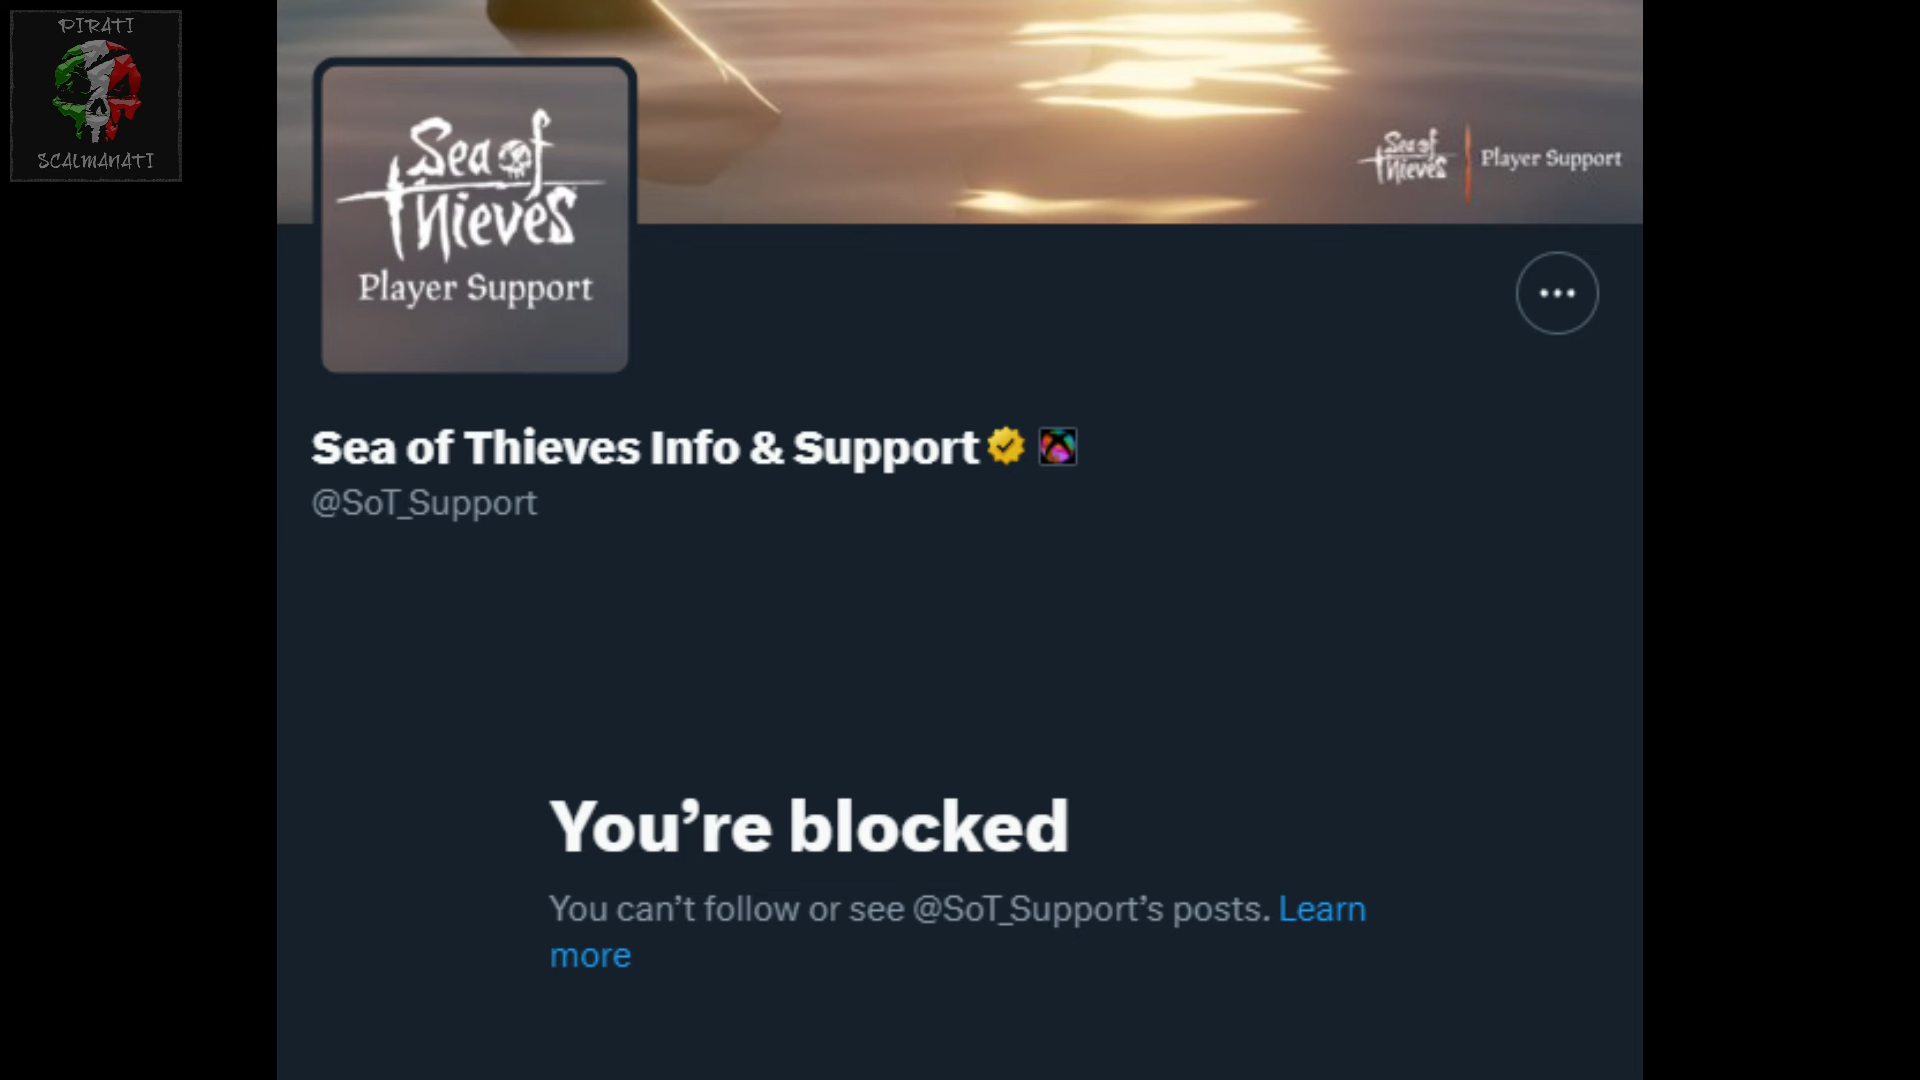 PIRATI
SCALMANATI
Sea of
Thieves
Player Support
Sea of
Thieves
Player Support
Sea of Thieves Info & Support
@SoT_Support
You’re blocked
You can’t follow or see @SoT_Support’s posts. Learn
more